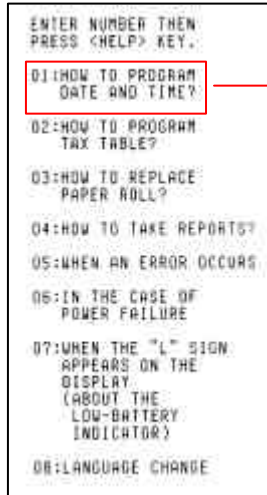 ENTER NUMBER THEN
PRESS <HELP> KEY.
01:HOW TO PROGRAM
DATE AND TIME?
02:HOW TO PROGRAM
TAX TABLE?
03:HOW TO REPLACE
PAPER ROLL?
04:HOW TO TAKE REPORTS?
05:WHEN AN ERROR OCCURS
06:IN THE CASE OF
POWER FAILURE
07:WHEN THE "L" SIGN
APPEARS ON THE
DISPLAY
(ABOUT THE
LOW-BATTERY
INDICATOR)
08:LANGUAGE CHANGE